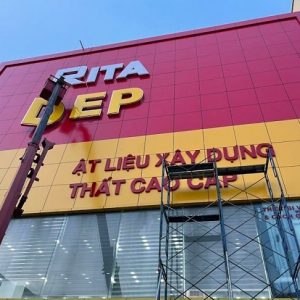 RITA
DEP
ẬT LIỆU XÂY DỰNG
THẤT CAO CẤP